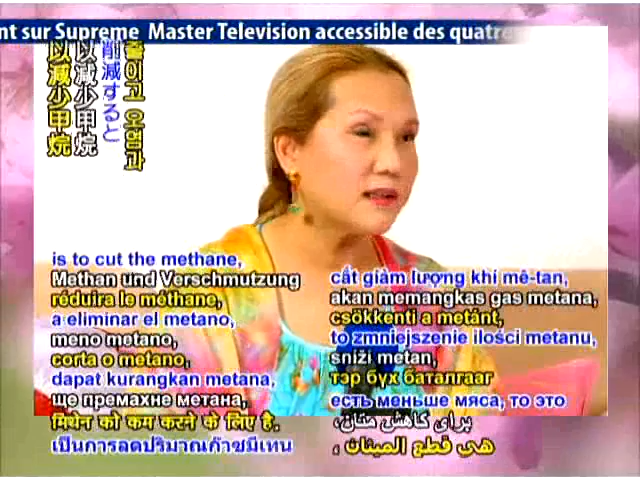 nt sur Supreme Master Television accessible des quatre
以減少甲烷
以減少甲烷
削減すると
줄이고 오염과
is to cut the methane,
Methan und Verschmutzung
réduira le méthane,
a eliminar el metano,
meno metano,
corta o metano,
dapat kurangkan metana,
ще премахне метана,
मिथेन को कम करने के लिए है.
เป็นการลดปริมาณก๊าซมีเทน
cắt giảm lượng khí mê-tan,
akan memangkas gas metana,
csökkenti a metánt,
to zmniejszenie ilości metanu,
sníží metan,
тэр бүх баталгааг
есть меньше мяса, то это
برای کاهش متان،
هي قطع الميثان ،